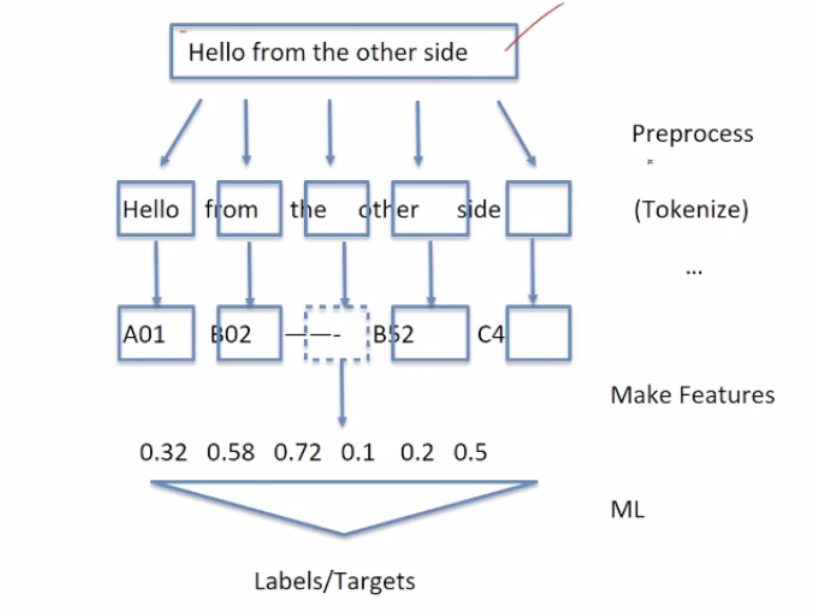 Hello from the other side
Preprocess
Hello from the other side
(Tokenize)
...
A01 B02 ——- B52 C4
Make Features
0.32 0.58 0.72 0.1 0.2 0.5
ML
Labels/Targets